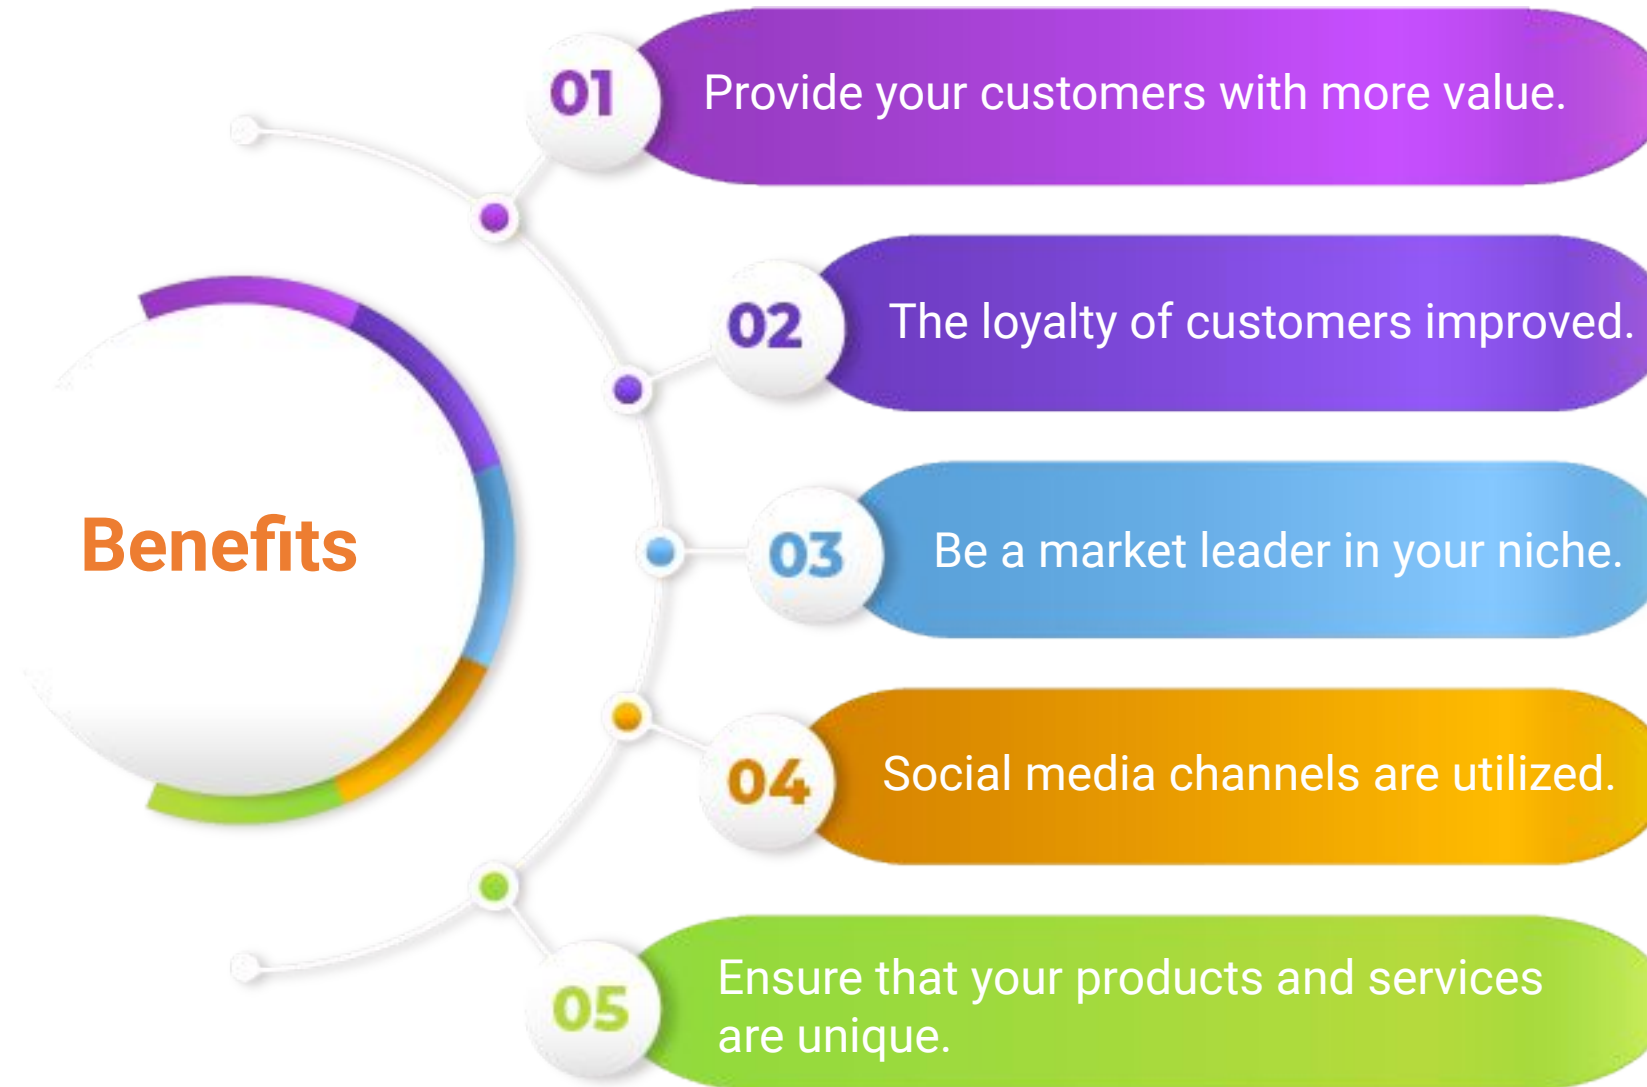 01
Provide your customers with more value.
02
The loyalty of customers improved.
Benefits
03
Be a market leader in your niche.
04
Social media channels are utilized.
05
Ensure that your products and services
are unique.